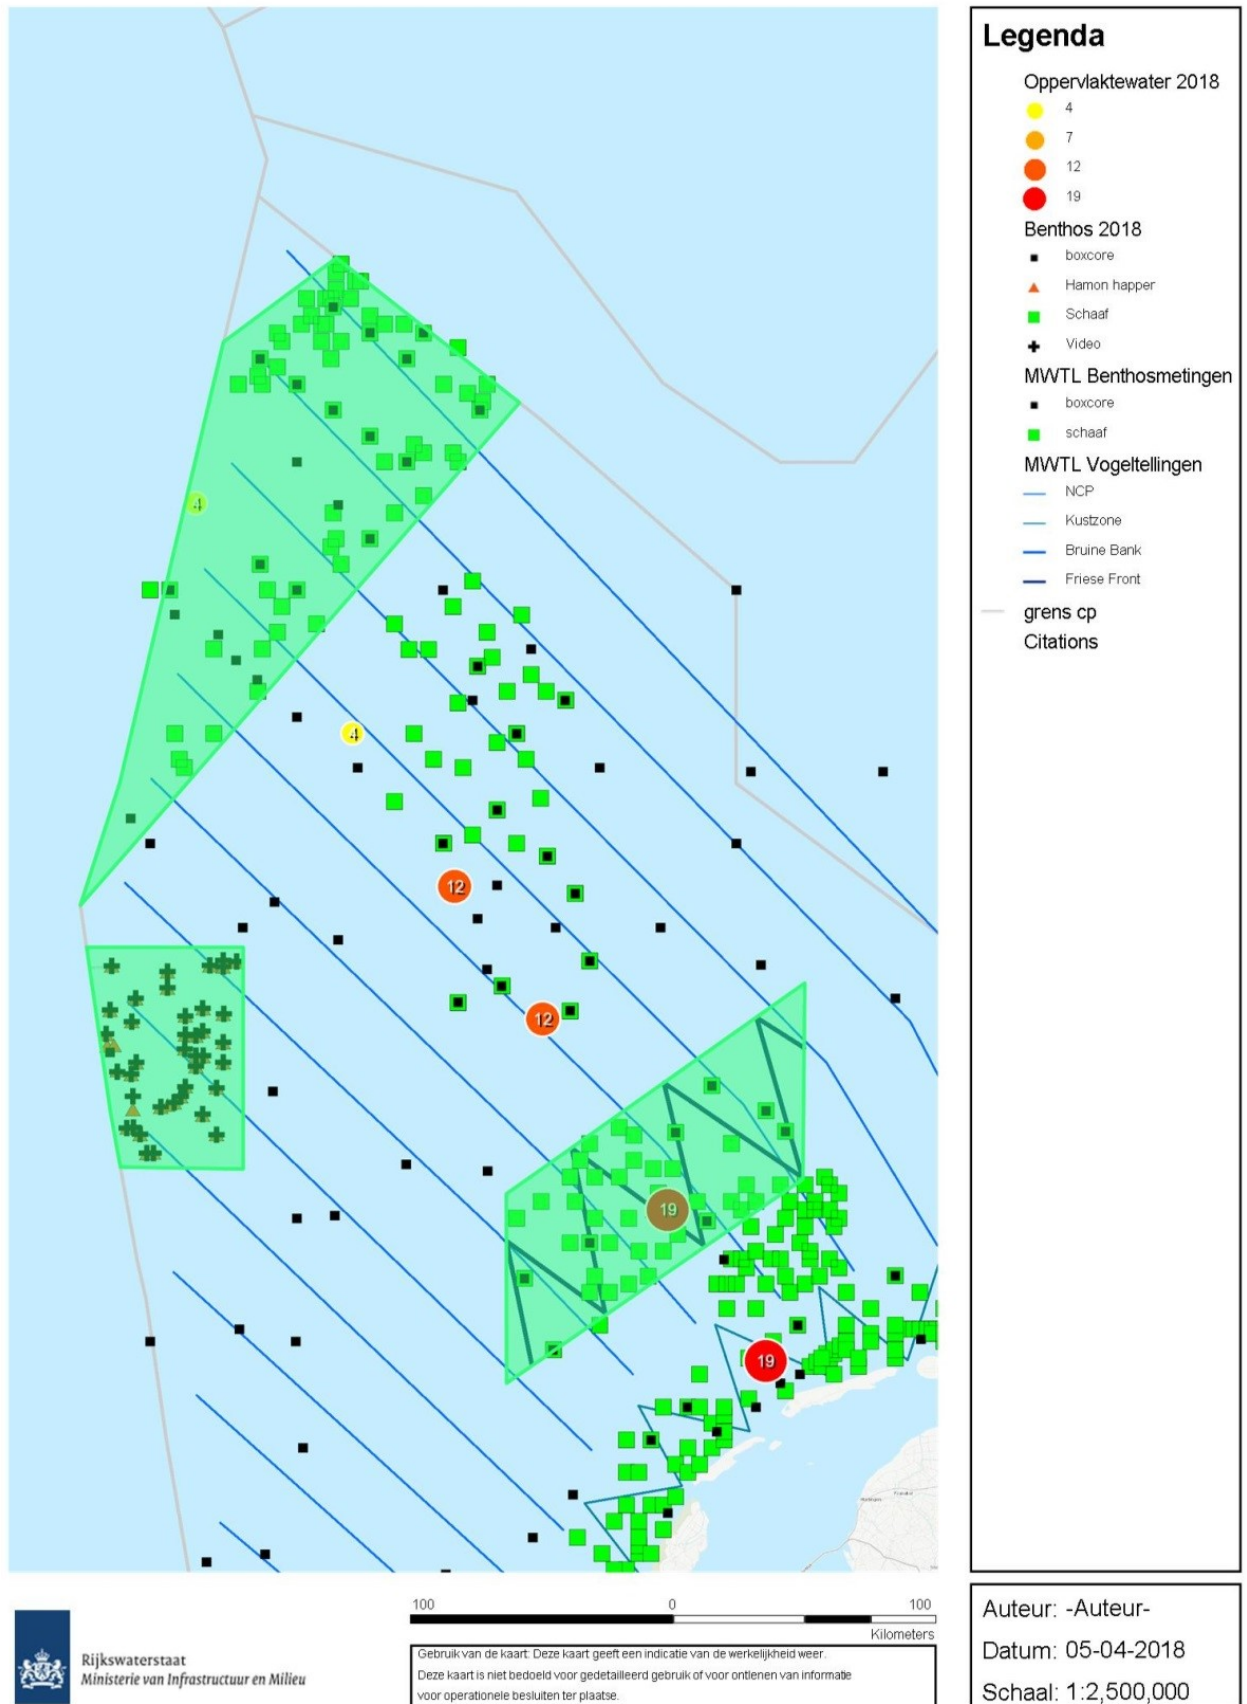 4
4
12
12
19
19
Legenda
Oppervlaktewater 2018
4
7
12
19
Benthos 2018
boxcore
Hamon happer
Schaaf
Video
MWTL Benthosmetingen
boxcore
schaaf
MWTL Vogeltellingen
NCP
Kustzone
Bruine Bank
Friese Front
grens cp
Citations
Rijkswaterstaat
Ministerie van Infrastructuur en Milieu
100 0 100
Kilometers
Gebruik van de kaart: Deze kaart geeft een indicatie van de werkelijkheid weer.
Deze kaart is niet bedoeld voor gedetailleerd gebruik of voor ontlenen van informatie
voor operationele besluiten ter plaatse.
Auteur: -Auteur-
Datum: 05-04-2018
Schaal: 1:2,500,000